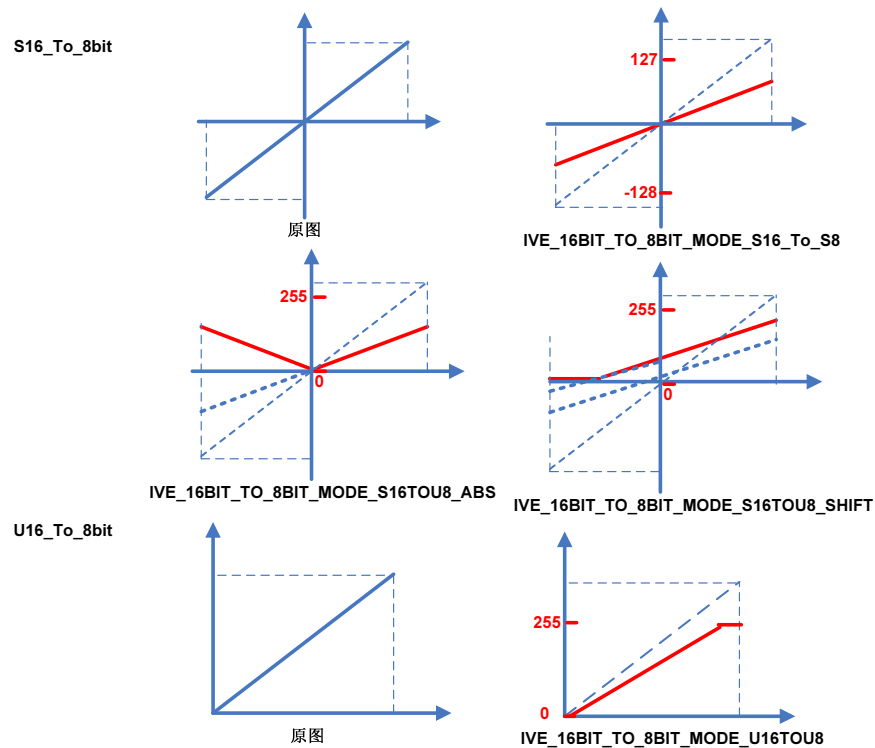 S16_To_8bit
原图
127
-128
IVE_16BIT_TO_8BIT_MODE_S16_To_S8
255
0
IVE_16BIT_TO_8BIT_MODE_S16TOU8_ABS
255
0
IVE_16BIT_TO_8BIT_MODE_S16TOU8_SHIFT
U16_To_8bit
原图
255
0
IVE_16BIT_TO_8BIT_MODE_U16TOU8